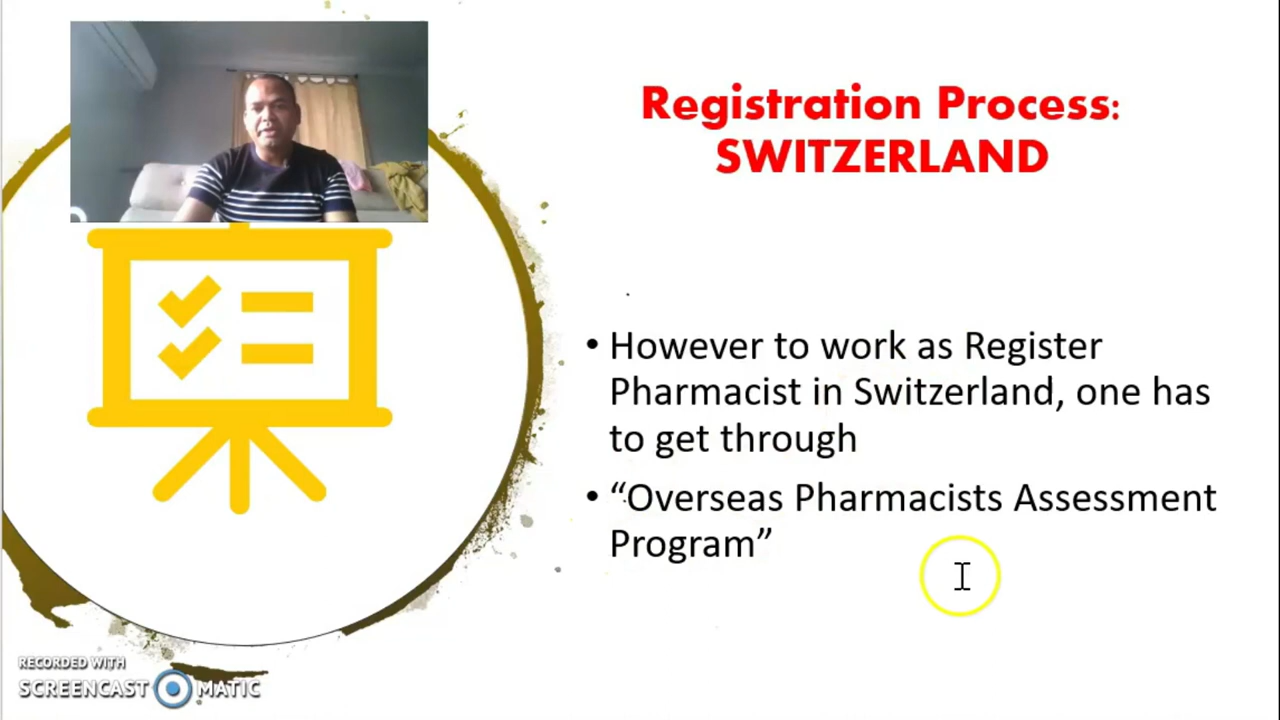 Registration Process:
SWITZERLAND
• However to work as Register
Pharmacist in Switzerland, one has
to get through
• “Overseas Pharmacists Assessment
Program”
RECORDED WITH
SCREENCAST MATIC